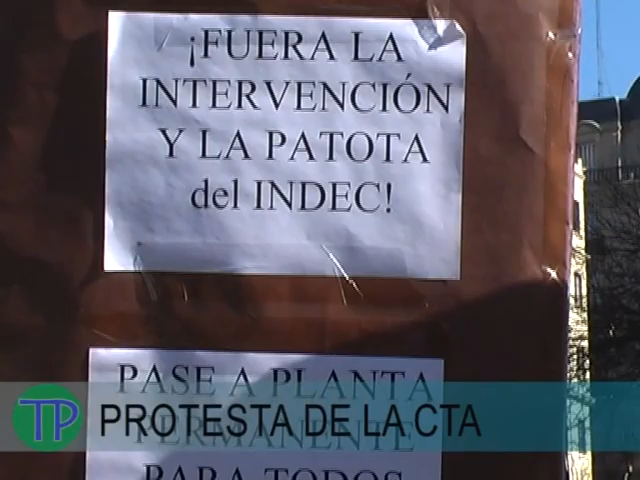 ¡FUERA LA
INTERVENCIÓN
Y LA PATOTA
del INDEC!
PASE A PLANTA
PERMANENTE
PARA TODOS
TP PROTESTA DE LA CTA